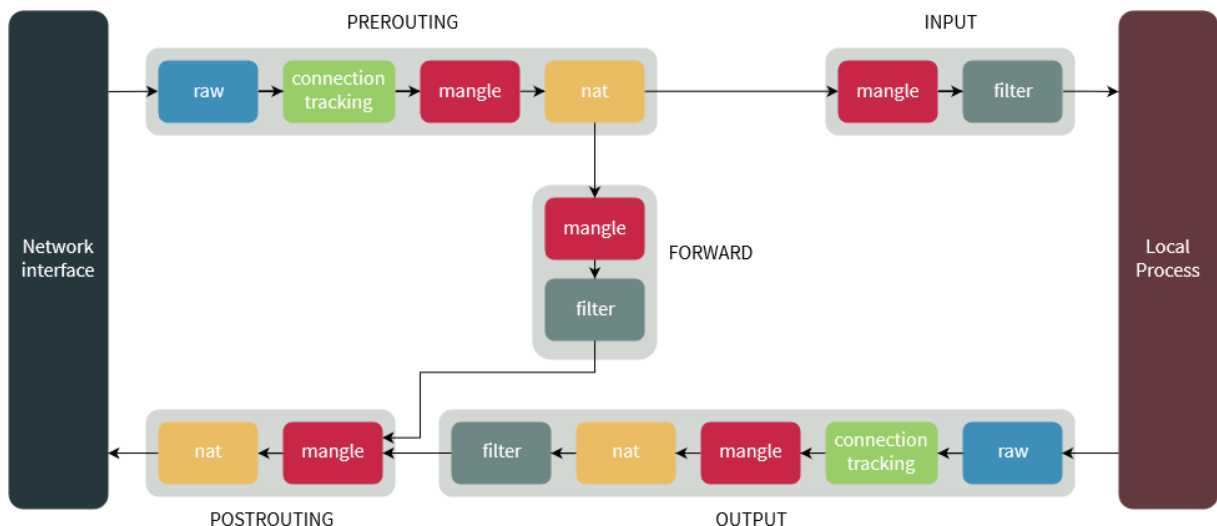 PREROUTING
INPUT
raw
connection
tracking
mangle
nat
mangle
filter
Network
interface
mangle
filter
FORWARD
Local
Process
nat
mangle
filter
nat
mangle
connection
tracking
raw
POSTROUTING
OUTPUT